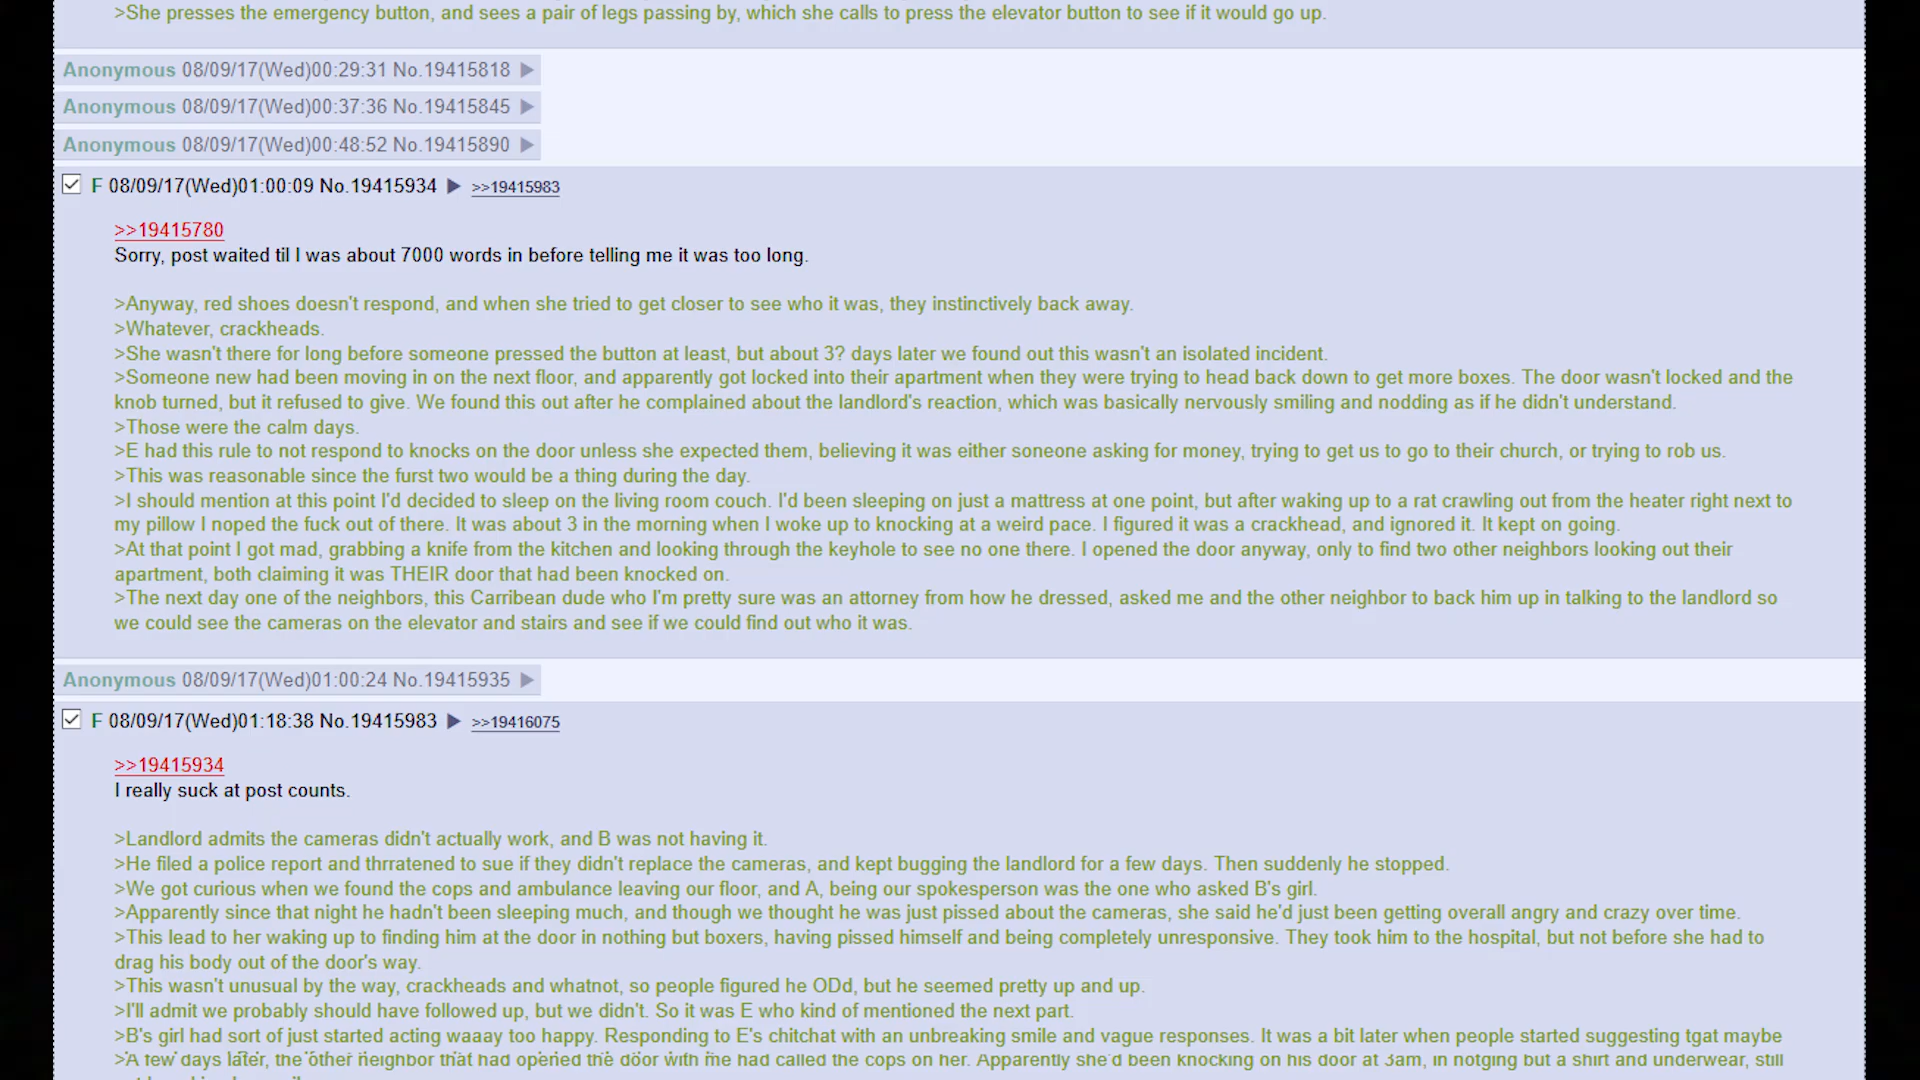 >She presses the emergency button, and sees a pair of legs passing by, which she calls to press the elevator button to see if it would go up.
Anonymous 08/09/17(Wed)00:29:31 No.19415818 ▶
Anonymous 08/09/17(Wed)00:37:36 No.19415845 ▶
Anonymous 08/09/17(Wed)00:48:52 No.19415890 ▶
F 08/09/17(Wed)01:00:09 No.19415934 ▶ >>19415983
>>19415780
Sorry, post waited til I was about 7000 words in before telling me it was too long.
>Anyway, red shoes doesn't respond, and when she tried to get closer to see who it was, they instinctively back away.
>Whatever, crackheads.
>She wasn't there for long before someone pressed the button at least, but about 3? days later we found out this wasn't an isolated incident.
>Someone new had been moving in on the next floor, and apparently got locked into their apartment when they were trying to head back down to get more boxes. The door wasn't locked and the
knob turned, but it refused to give. We found this out after he complained about the landlord's reaction, which was basically nervously smiling and nodding as if he didn't understand.
>Those were the calm days.
>E had this rule to not respond to knocks on the door unless she expected them, believing it was either soneone asking for money, trying to get us to go to their church, or trying to rob us.
>This was reasonable since the furst two would be a thing during the day.
>I should mention at this point I'd decided to sleep on the living room couch. I'd been sleeping on just a mattress at one point, but after waking up to a rat crawling out from the heater right next to
my pillow I noped the fuck out of there. It was about 3 in the morning when I woke up to knocking at a weird pace. I figured it was a crackhead, and ignored it. It kept on going.
>At that point I got mad, grabbing a knife from the kitchen and looking through the keyhole to see no one there. I opened the door anyway, only to find two other neighbors looking out their
apartment, both claiming it was THEIR door that had been knocked on.
>The next day one of the neighbors, this Carribean dude who I'm pretty sure was an attorney from how he dressed, asked me and the other neighbor to back him up in talking to the landlord so
we could see the cameras on the elevator and stairs and see if we could find out who it was.
Anonymous 08/09/17(Wed)01:00:24 No.19415935 ▶
F 08/09/17(Wed)01:18:38 No.19415983 ▶ >>19416075
>>19415934
I really suck at post counts.
>Landlord admits the cameras didn't actually work, and B was not having it.
>He filed a police report and thrratened to sue if they didn't replace the cameras, and kept bugging the landlord for a few days. Then suddenly he stopped.
>We got curious when we found the cops and ambulance leaving our floor, and A, being our spokesperson was the one who asked B's girl.
>Apparently since that night he hadn't been sleeping much, and though we thought he was just pissed about the cameras, she said he'd just been getting overall angry and crazy over time.
>This lead to her waking up to finding him at the door in nothing but boxers, having pissed himself and being completely unresponsive. They took him to the hospital, but not before she had to
drag his body out of the door's way.
>This wasn't unusual by the way, crackheads and whatnot, so people figured he ODd, but he seemed pretty up and up.
>I'll admit we probably should have followed up, but we didn't. So it was E who kind of mentioned the next part.
>B's girl had sort of just started acting waaay too happy. Responding to E's chitchat with an unbreaking smile and vague responses. It was a bit later when people started suggesting tgat maybe
>A few days later, the other neighbor that had opened the door with me had called the cops on her. Apparently she'd been knocking on his door at 3am, in notging but a shirt and underwear, still